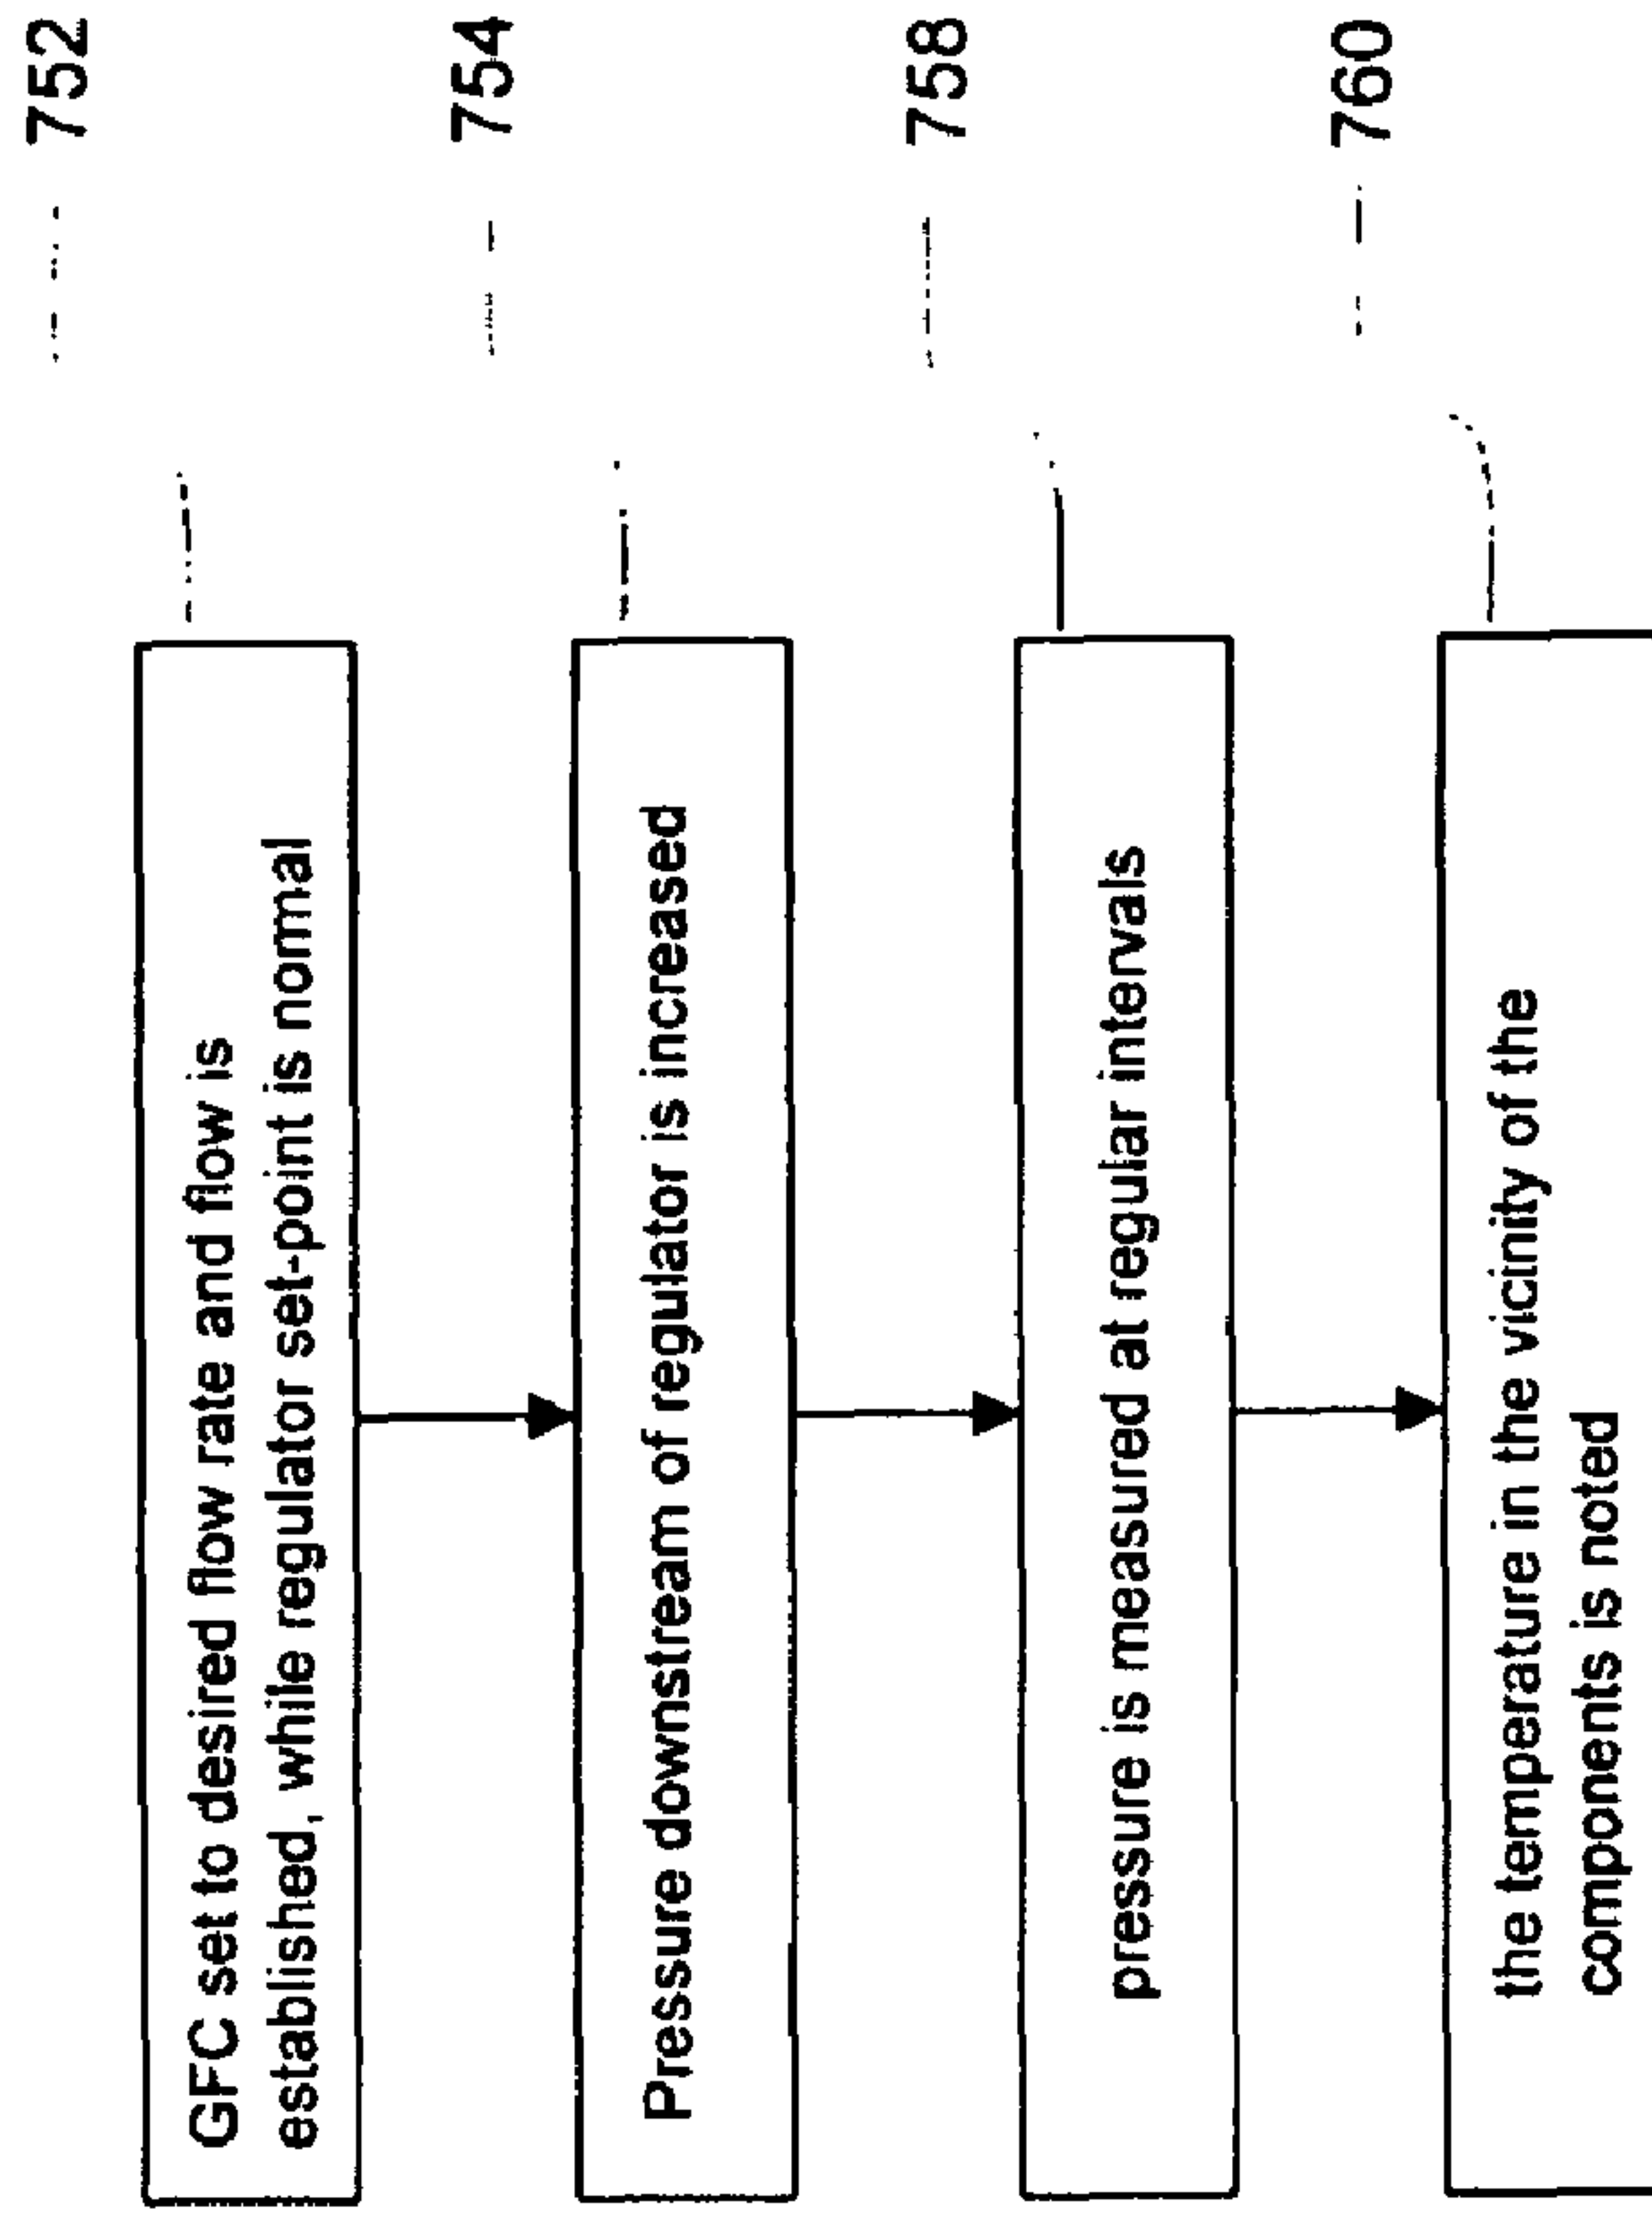 GFC set to desired flow rate and flow is
established, while regulator set-point is normal
752
Pressure downstream of regulator is increased
754
pressure is measured at regular intervals
758
the temperature in the vicinity of the
components is noted
760